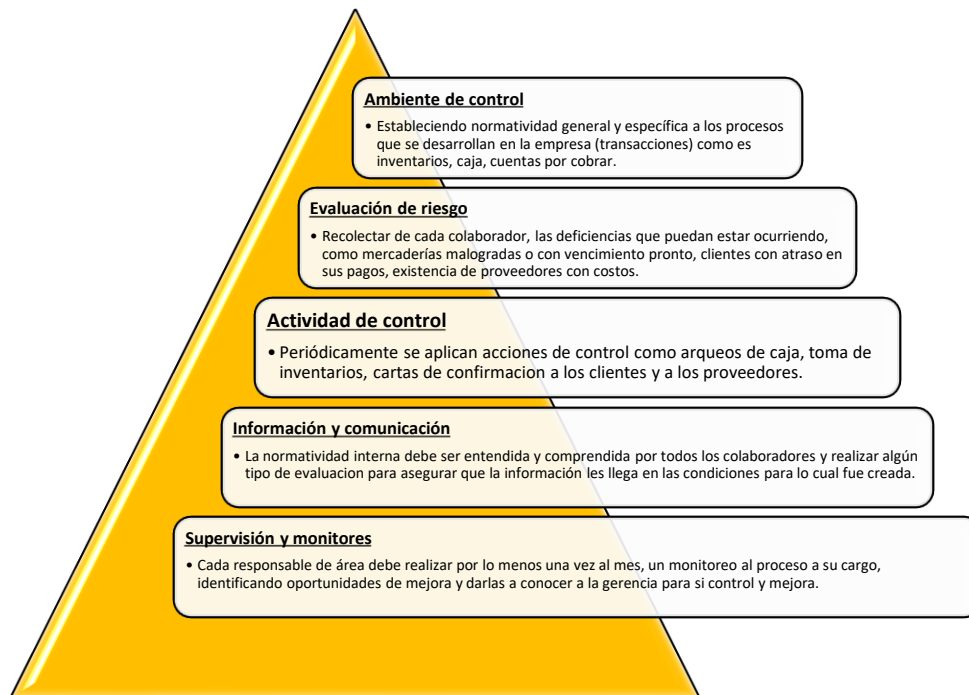 Ambiente de control
• Estableciendo normatividad general y específica a los procesos
que se desarrollan en la empresa (transacciones) como es
inventarios, caja, cuentas por cobrar.
Evaluación de riesgo
• Recolectar de cada colaborador, las deficiencias que puedan estar ocurriendo,
como mercaderías malogradas o con vencimiento pronto, clientes con atraso en
sus pagos, existencia de proveedores con costos.
Actividad de control
• Periódicamente se aplican acciones de control como arqueos de caja, toma de
inventarios, cartas de confirmacion a los clientes y a los proveedores.
Información y comunicación
• La normatividad interna debe ser entendida y comprendida por todos los colaboradores y realizar algún
tipo de evaluacion para asegurar que la información les llega en las condiciones para lo cual fue creada.
Supervisión y monitores
• Cada responsable de área debe realizar por lo menos una vez al mes, un monitoreo al proceso a su cargo,
identificando oportunidades de mejora y darlas a conocer a la gerencia para si control y mejora.